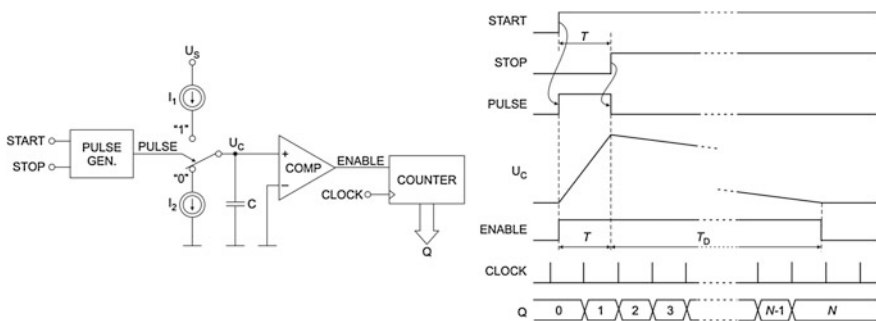 U_S
I_1
"1"
START
STOP
PULSE
GEN.
PULSE
"0"
I_2
U_C
C
+
−
COMP
ENABLE
CLOCK
COUNTER
Q
START
T
STOP
PULSE
U_C
ENABLE
T
T_D
CLOCK
Q
0
1
2
3
N-1
N